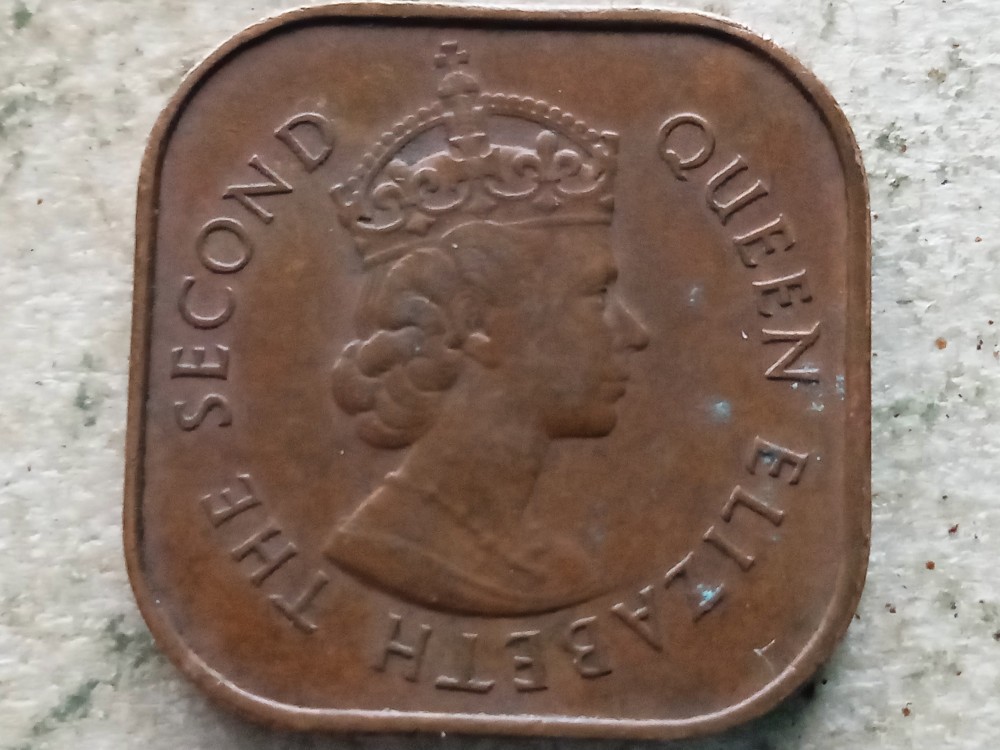 QUEEN ELIZABETH THE SECOND